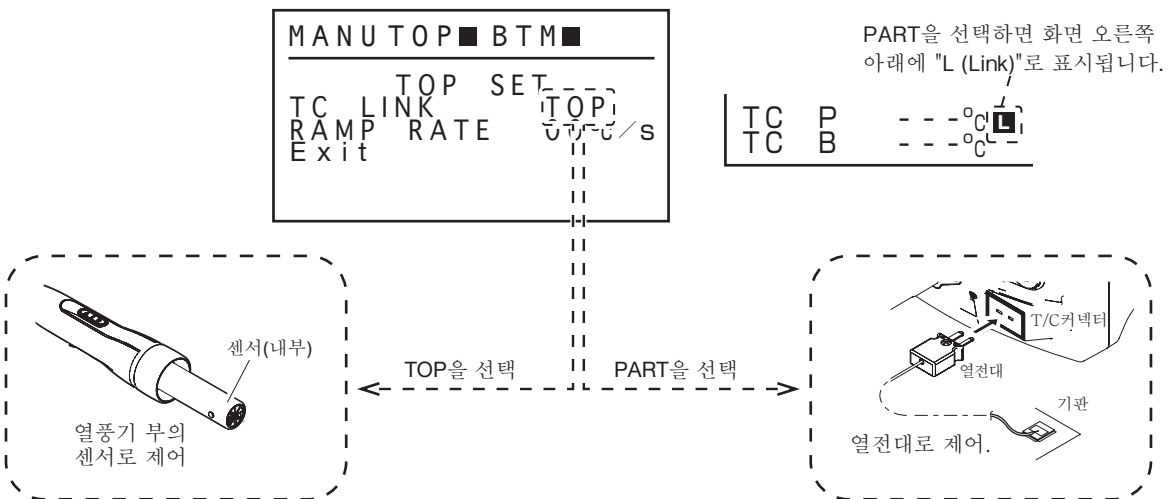 MANU TOP■ BTM■
TOP SET
TC LINK TOP
RAMP RATE
Exit
PART을 선택하면 화면 오른쪽
아래에 "L (Link)"로 표시됩니다.
TC P ---℃ L
TC B ---℃
센서(내부)
열풍기 부의
센서로 제어
TOP을 선택
PART을 선택
T/C커넥터
열전대
기판
열전대로 제어.